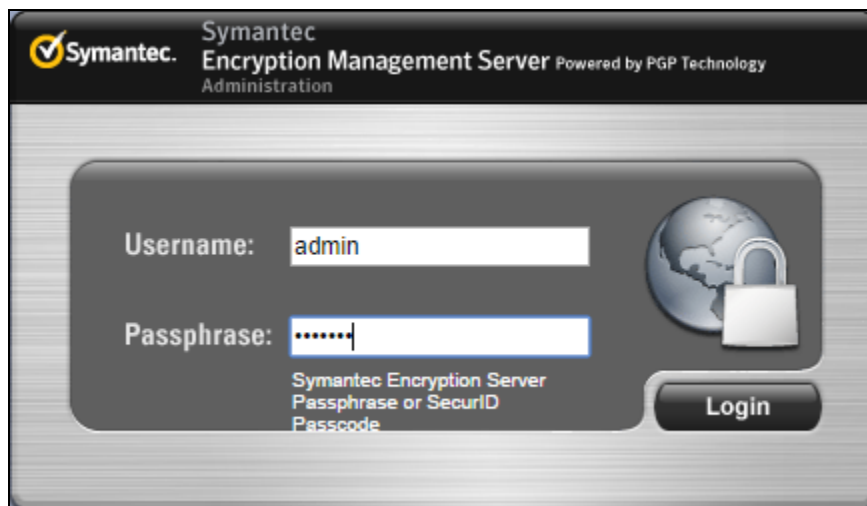 Symantec.
Symantec
Encryption Management Server Powered by PGP Technology
Administration
Username:
admin
Passphrase:
•••••••
Symantec Encryption Server
Passphrase or SecurID
Passcode
Login